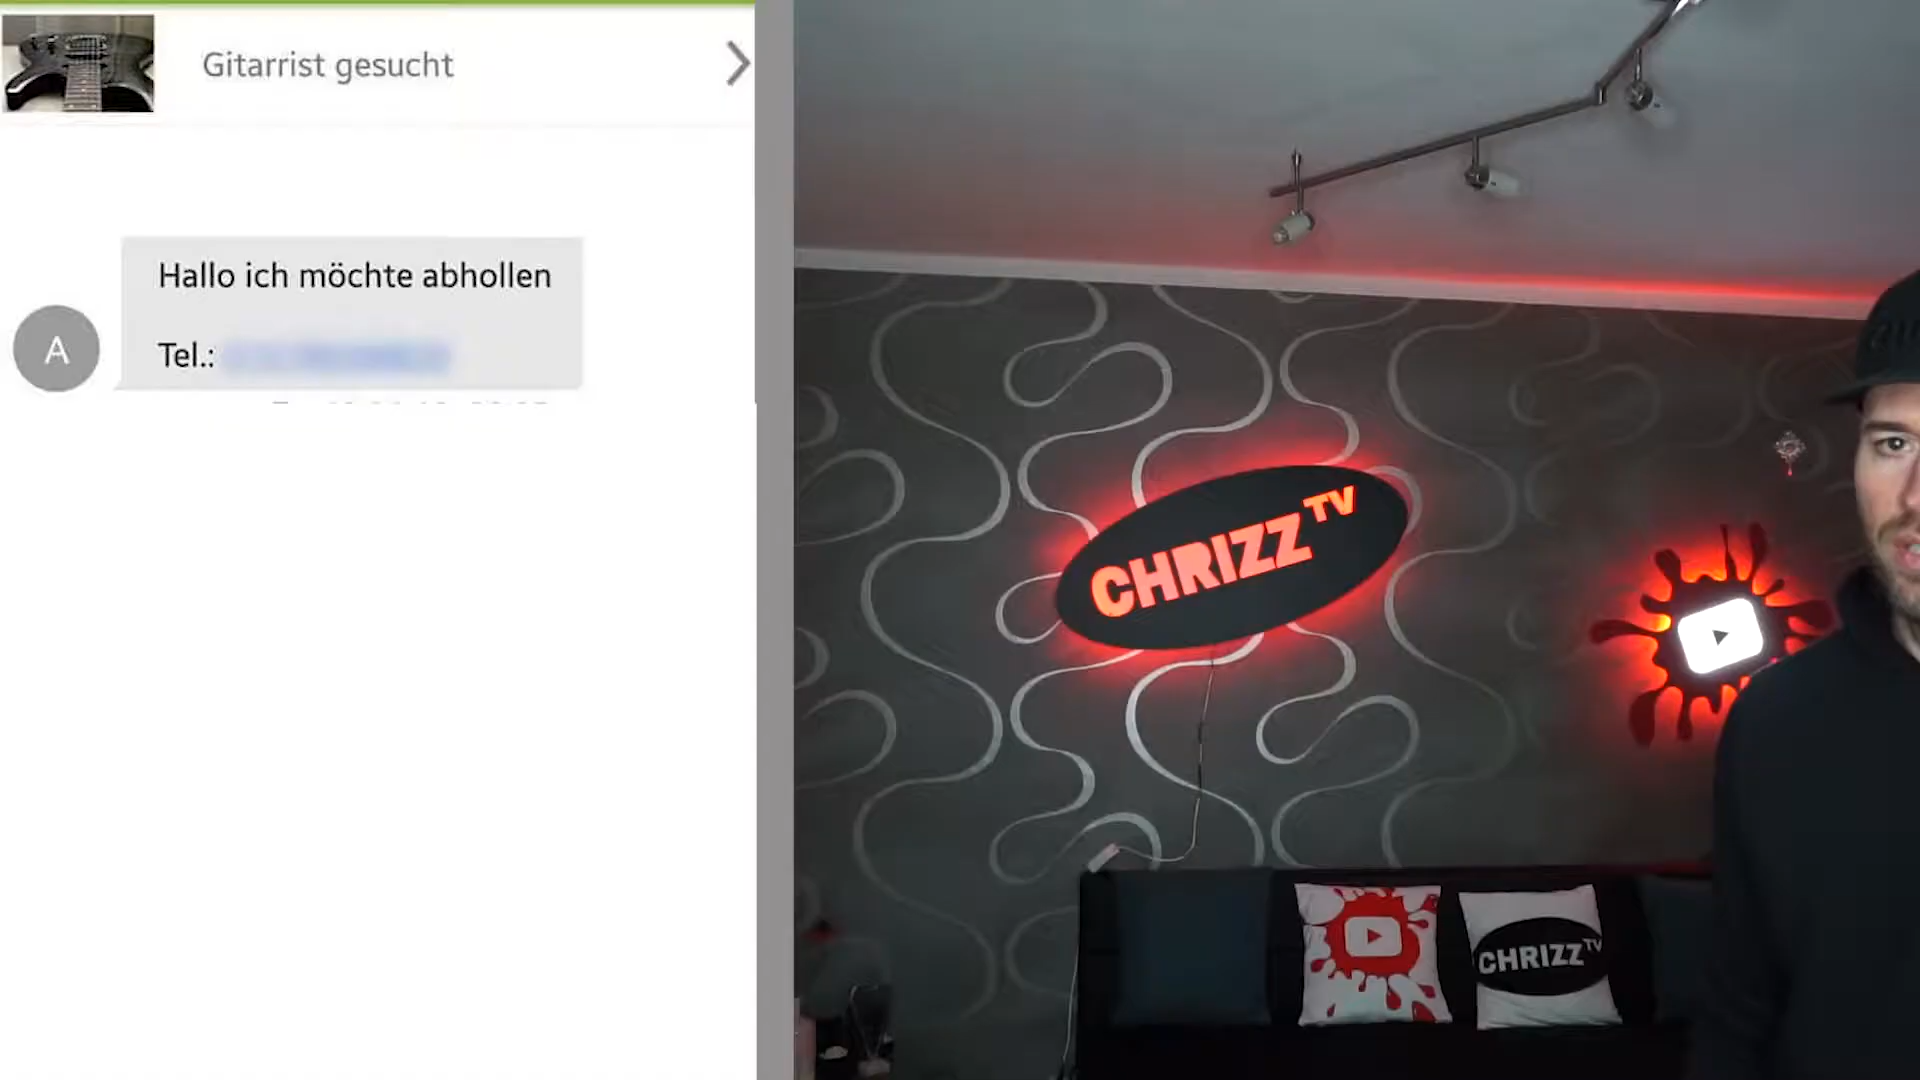 Gitarrist gesucht
Hallo ich möchte abhollen
A
Tel.:
CHRIZZ TV
CHRIZZ TV